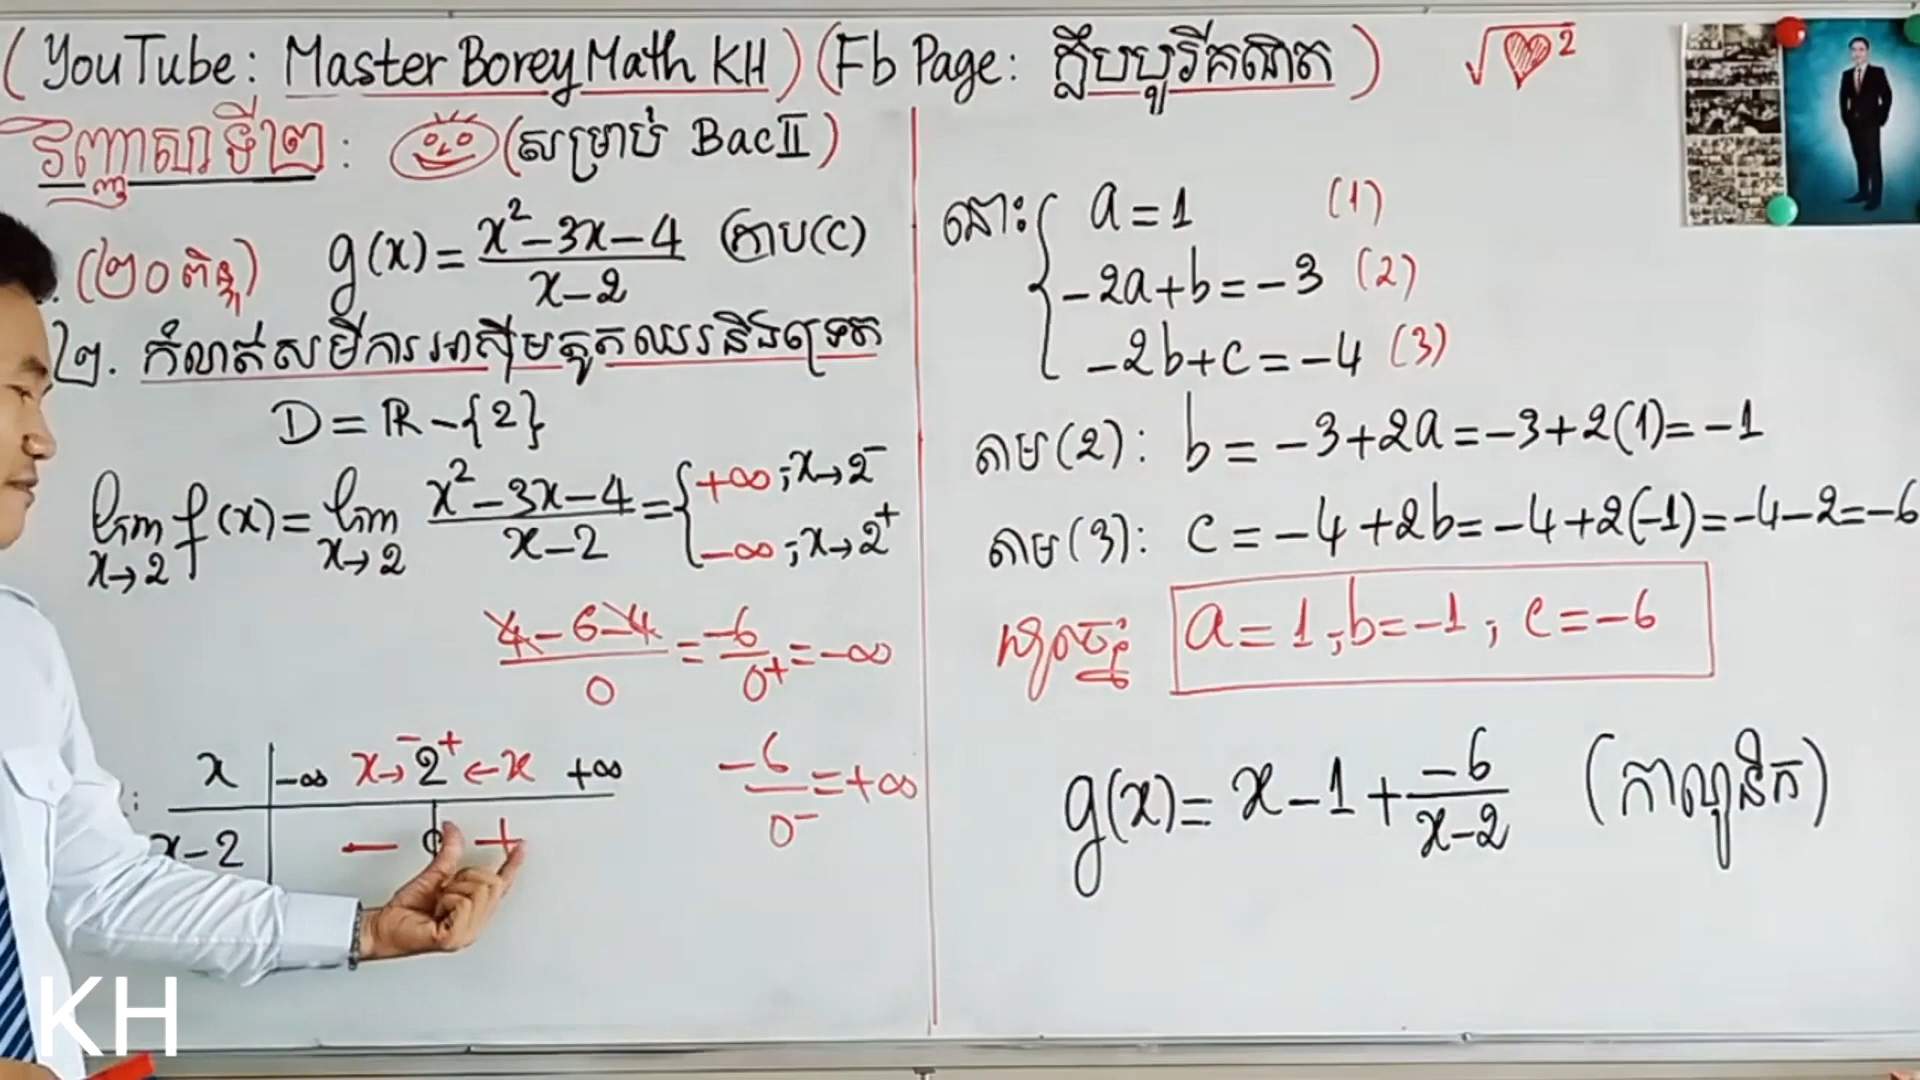 (YouTube: Master Borey Math KH) (Fb Page: ក្លឹបបូរីគណិត) √♥²
វិញ្ញាសាទី២ : (សម្រាប់ BacⅡ)
(២០ពិន្ទុ) g(x) = (x² - 3x - 4)/(x - 2) ក្រាប(C)
២. កំណត់សមីការអាស៊ីមតូតឈរនិងទ្រេត
D = ℝ - {2}
lim x→2 f(x) = lim x→2 (x² - 3x - 4)/(x - 2) = { +∞ ; x→2⁻
-∞ ; x→2⁺
(4 - 6 - 4)/0 = -6/0⁺ = -∞
x | -∞ x→ ⁻2⁺ ←x +∞
x-2 | − 0 +
-6/0⁻ = +∞
នោះ { a = 1 (1)
-2a + b = -3 (2)
-2b + c = -4 (3)
តាម(2): b = -3 + 2a = -3 + 2(1) = -1
តាម(3): c = -4 + 2b = -4 + 2(-1) = -4 - 2 = -6
ដូចនេះ a = 1 ; b = -1 ; c = -6
g(x) = x - 1 + -6/(x - 2) (កាណូនិក)
KH